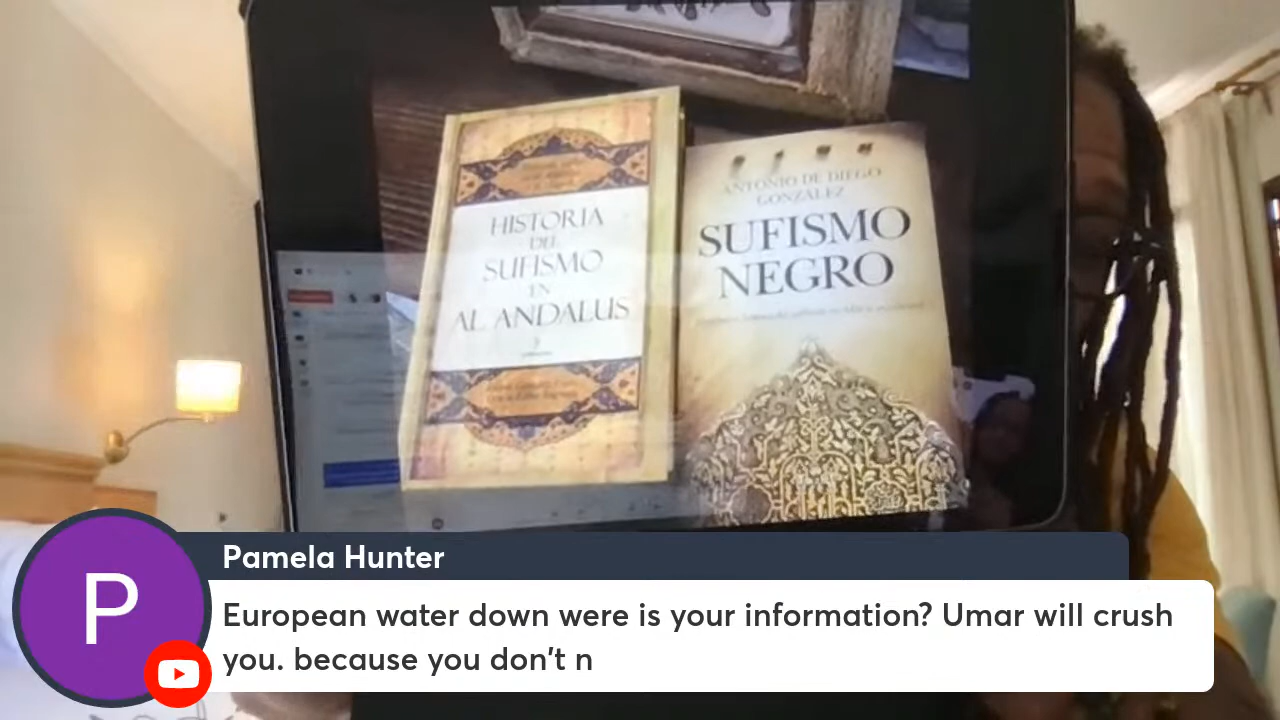 HISTORIA
DEL
SUFISMO
EN
AL ANDALUS
ANTONIO DE DIEGO
GONZÁLEZ
SUFISMO
NEGRO
P
Pamela Hunter
European water down were is your information? Umar will crush
you. because you don't n